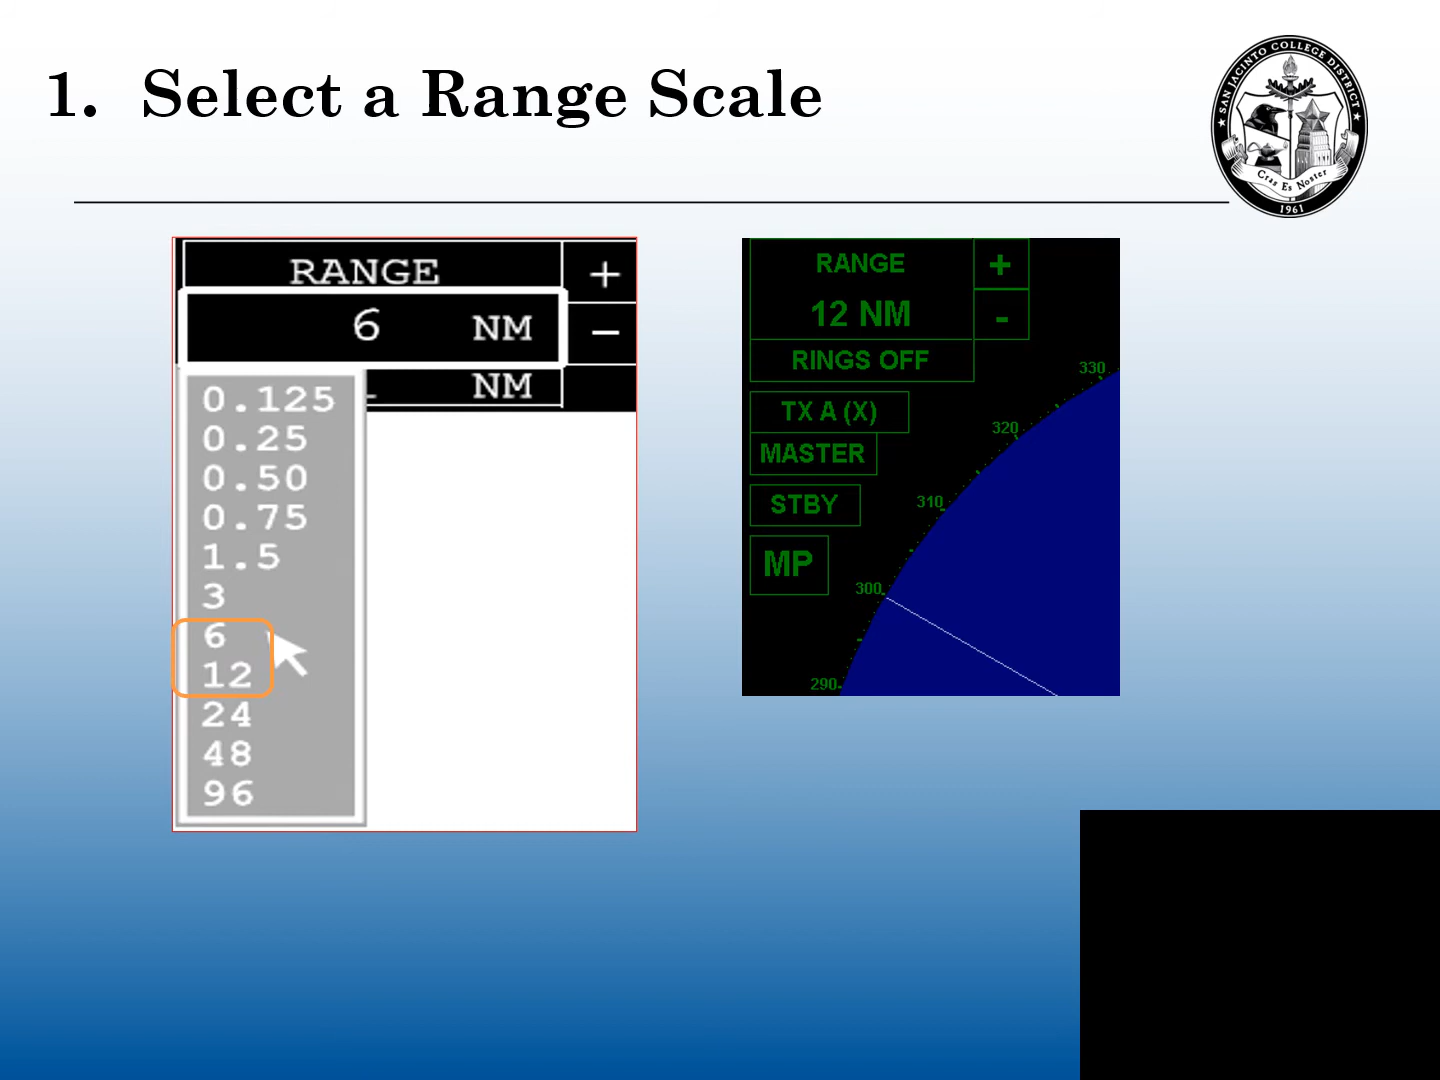 1. Select a Range Scale
SAN JACINTO COLLEGE DISTRICT
Cras Es Noster
1961
RANGE
+
6 NM
-
NM
0.125
0.25
0.50
0.75
1.5
3
6
12
24
48
96
RANGE
+
12 NM
-
RINGS OFF
TX A (X)
MASTER
STBY
MP
330
320
310
300
290